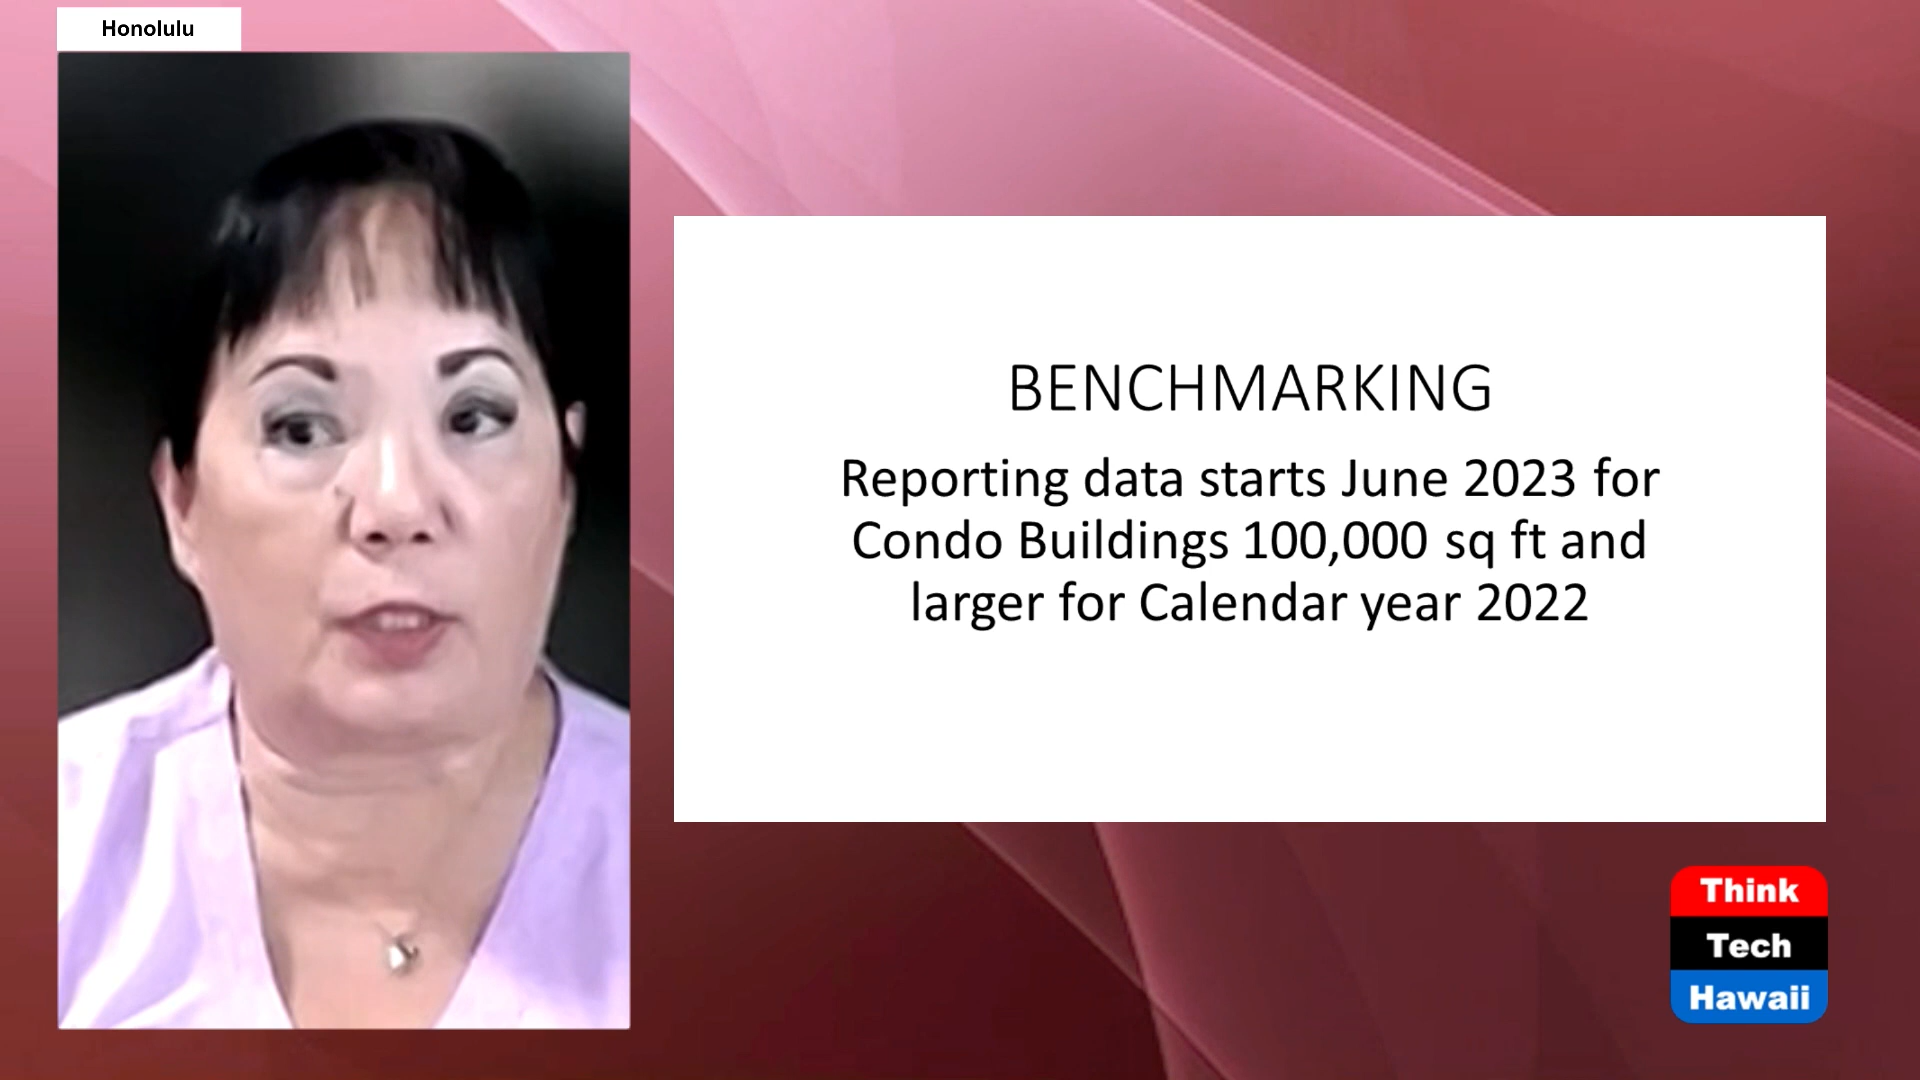 Honolulu
BENCHMARKING
Reporting data starts June 2023 for
Condo Buildings 100,000 sq ft and
larger for Calendar year 2022
Think
Tech
Hawaii